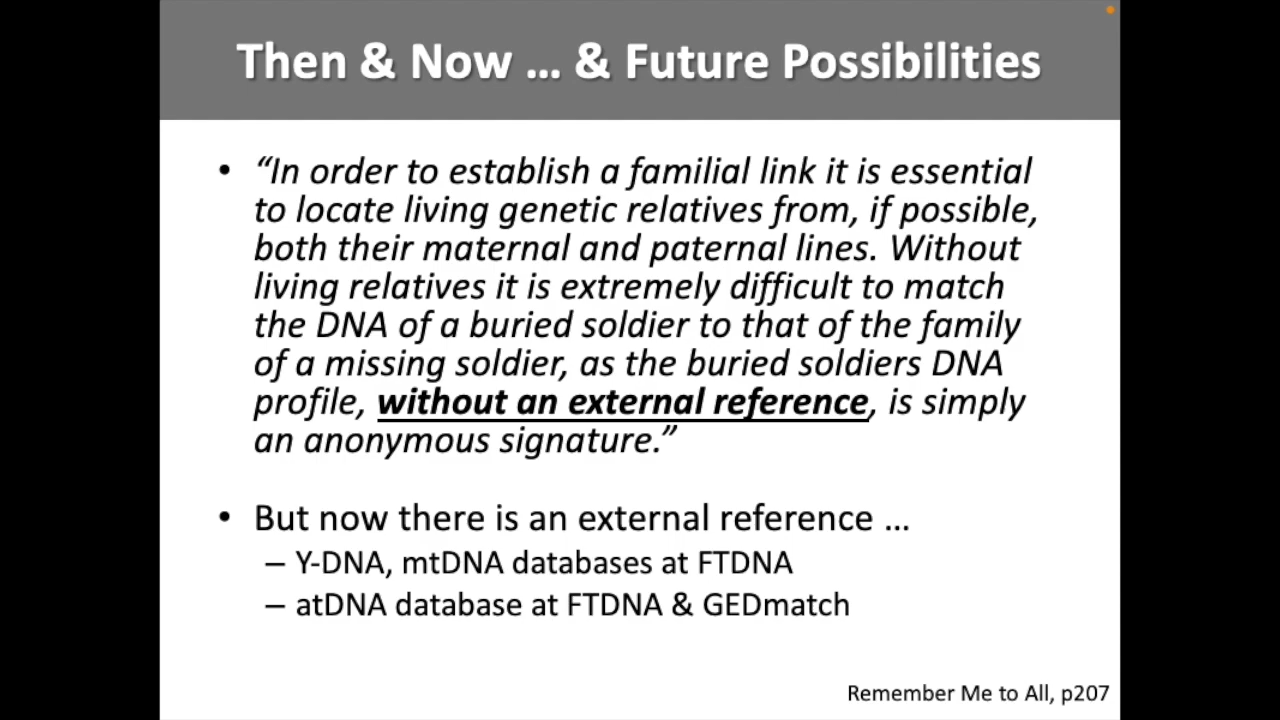 Then & Now ... & Future Possibilities
• “In order to establish a familial link it is essential
to locate living genetic relatives from, if possible,
both their maternal and paternal lines. Without
living relatives it is extremely difficult to match
the DNA of a buried soldier to that of the family
of a missing soldier, as the buried soldiers DNA
profile, without an external reference, is simply
an anonymous signature.”
• But now there is an external reference ...
– Y-DNA, mtDNA databases at FTDNA
– atDNA database at FTDNA & GEDmatch
Remember Me to All, p207